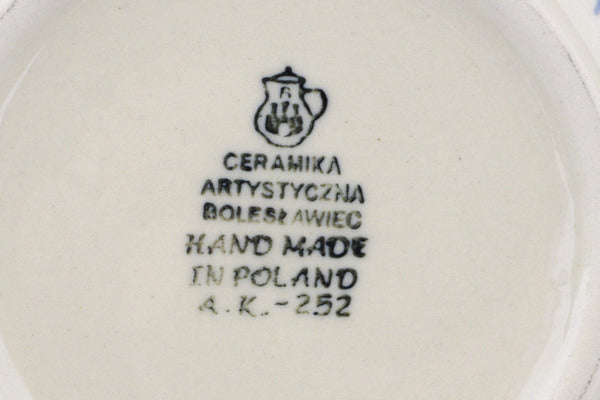 B
CERAMIKA
ARTYSTYCZNA
BOLESŁAWIEC
HAND MADE
IN POLAND
A.K.-252